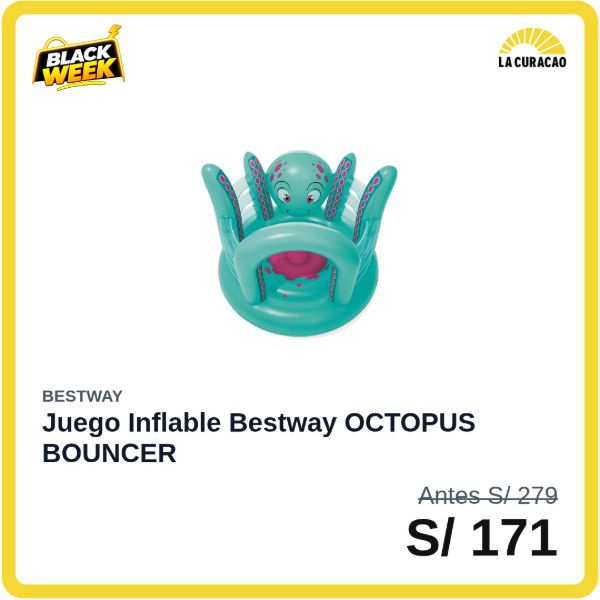 BLACK
WEEK
LA CURACAO
BESTWAY
Juego Inflable Bestway OCTOPUS
BOUNCER
Antes S/ 279
S/ 171